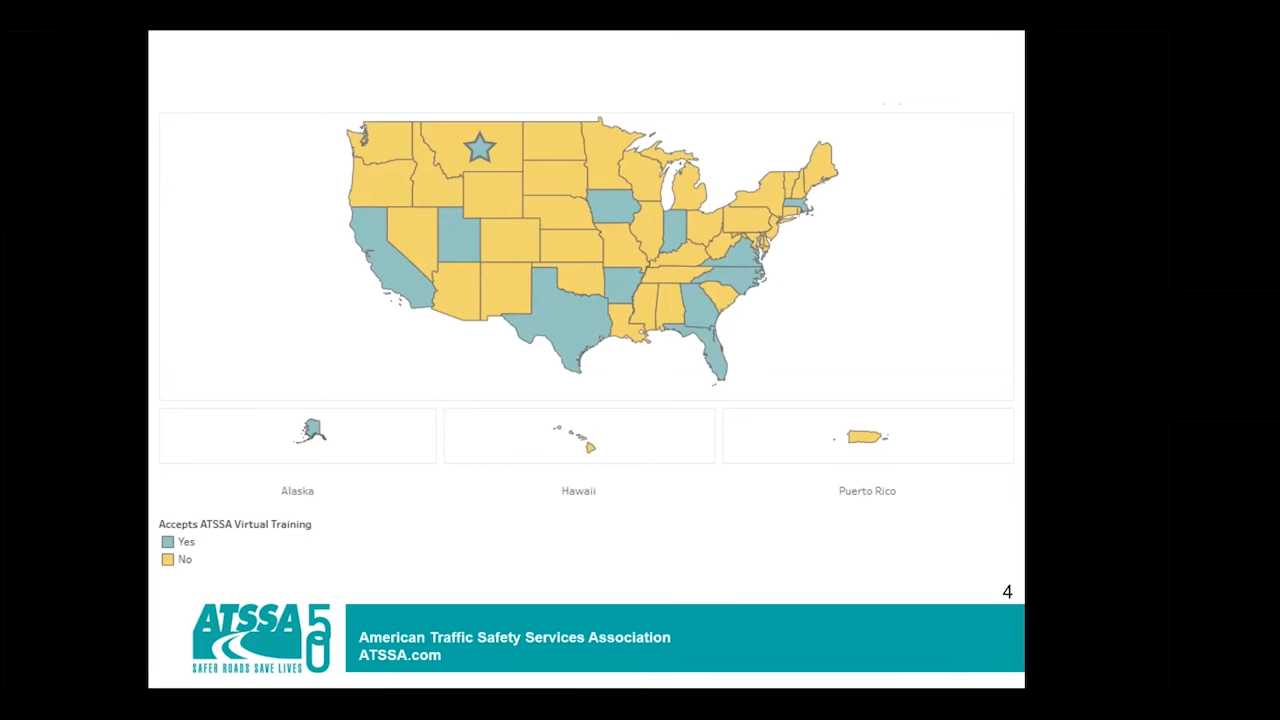 Alaska
Hawaii
Puerto Rico
Accepts ATSSA Virtual Training
Yes
No
4
ATSSA 50
SAFER ROADS SAVE LIVES
American Traffic Safety Services Association
ATSSA.com